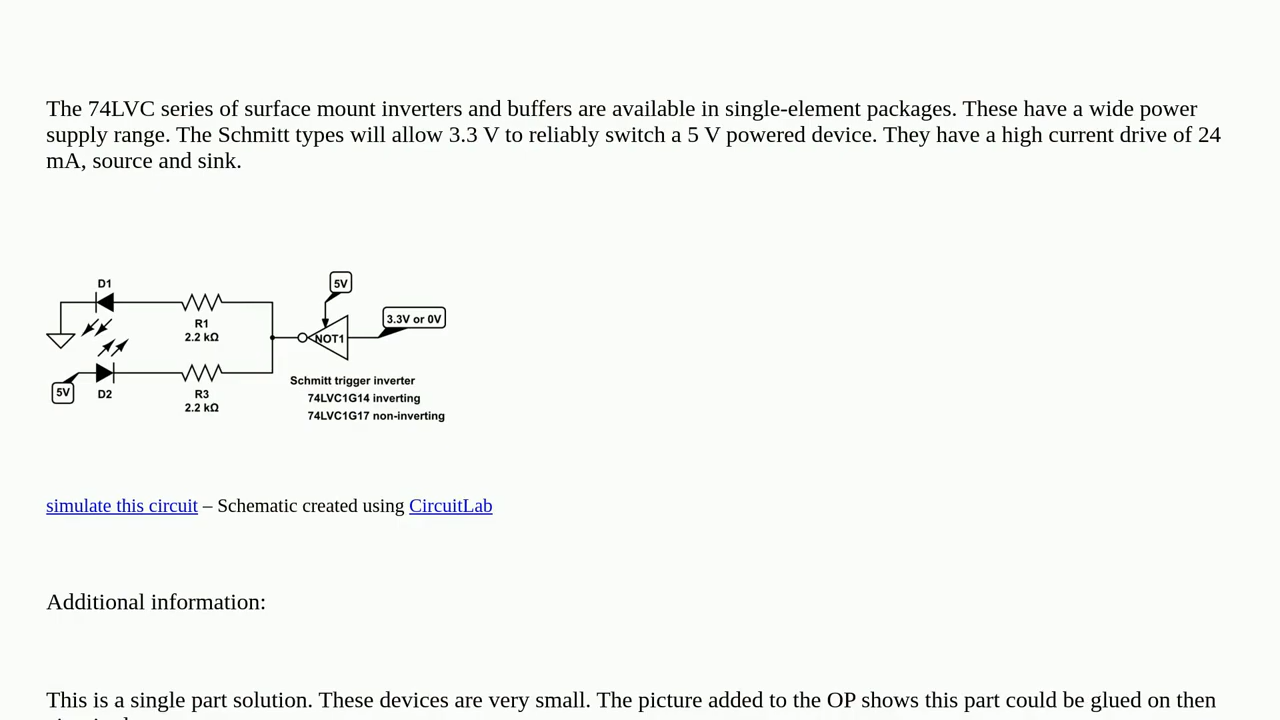 The 74LVC series of surface mount inverters and buffers are available in single-element packages. These have a wide power
supply range. The Schmitt types will allow 3.3 V to reliably switch a 5 V powered device. They have a high current drive of 24
mA, source and sink.
D1
5V
3.3V or 0V
R1
2.2 kΩ
NOT1
5V
D2
R3
2.2 kΩ
Schmitt trigger inverter
74LVC1G14 inverting
74LVC1G17 non-inverting
simulate this circuit – Schematic created using CircuitLab
Additional information:
This is a single part solution. These devices are very small. The picture added to the OP shows this part could be glued on then